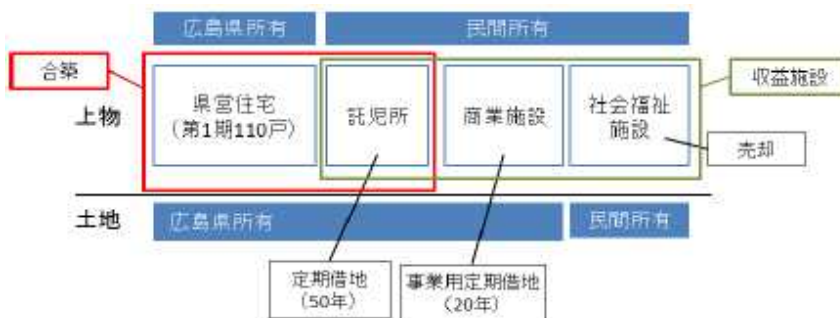 広島県所有
民間所有
合築
収益施設
上物
県営住宅
(第1期110戸)
託児所
商業施設
社会福祉
施設
売却
土地
広島県所有
民間所有
定期借地
(50年)
事業用定期借地
(20年)